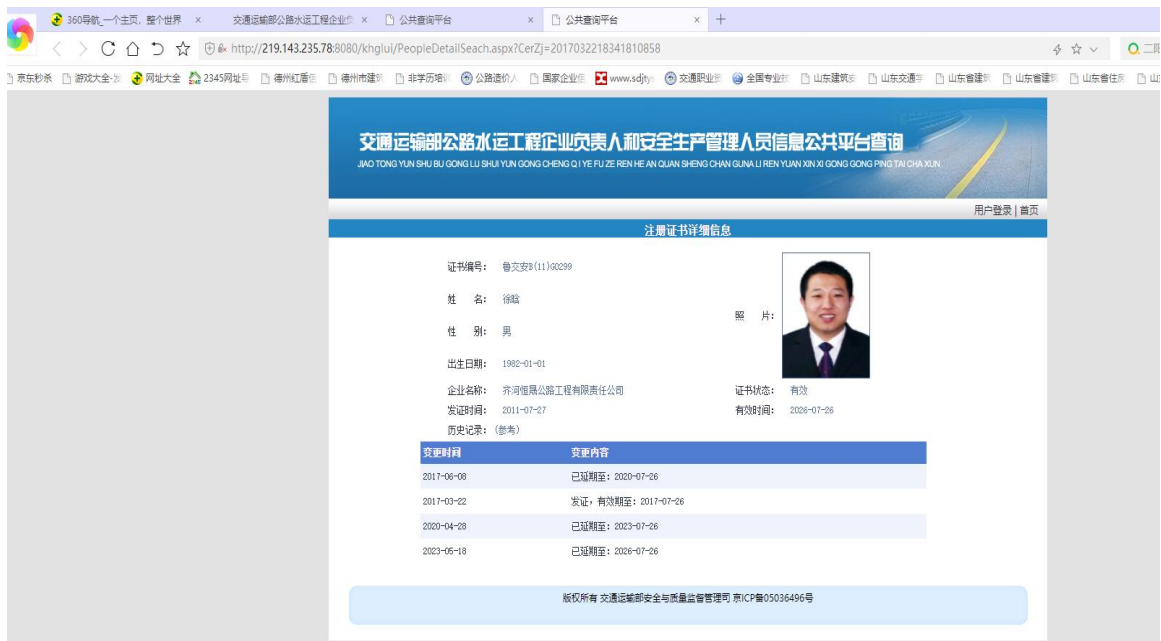 360导航_一个主页，整个世界 × 交通运输部公路水运工程企业 × 公共查询平台 × 公共查询平台 × +
http://219.143.235.78:8080/khglui/PeopleDetailSeach.aspx?CerZj=2017032218341810858
京东秒杀 游戏大全 网址大全 2345网址导 德州红盾信 德州市建筑 非学历培训 公路造价人 国家企业信 www.sdjty 交通职业资 全国专业技 山东建筑 山东交通学 山东省建筑 山东省建筑 山东省住房
交通运输部公路水运工程企业负责人和安全生产管理人员信息公共平台查询
JIAO TONG YUN SHU BU GONG LU SHUI YUN GONG CHENG QI YE FU ZE REN HE AN QUAN SHENG CHAN GUNA LI REN YUAN XIN XI GONG GONG PING TAI CHA XUN
用户登录 | 首页
注册证书详细信息
证书编号： 鲁交安B(11)G0299
姓 名： 徐晗
照 片：
性 别： 男
出生日期： 1982-01-01
企业名称： 齐河恒晟公路工程有限责任公司 证书状态： 有效
发证时间： 2011-07-27 有效时间： 2026-07-26
历史记录： (参考)
变更时间 变更内容
2017-06-08 已延期至：2020-07-26
2017-03-22 发证，有效期至：2017-07-26
2020-04-28 已延期至：2023-07-26
2023-05-18 已延期至：2026-07-26
版权所有 交通运输部安全与质量监督管理司 京ICP备05036496号